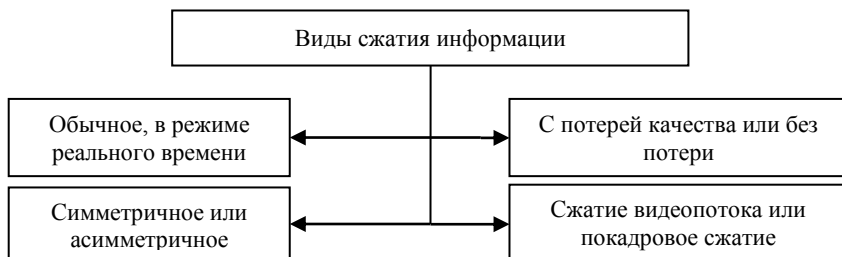 Виды сжатия информации
Обычное, в режиме
реального времени
С потерей качества или без
потери
Симметричное или
асимметричное
Сжатие видеопотока или
покадровое сжатие